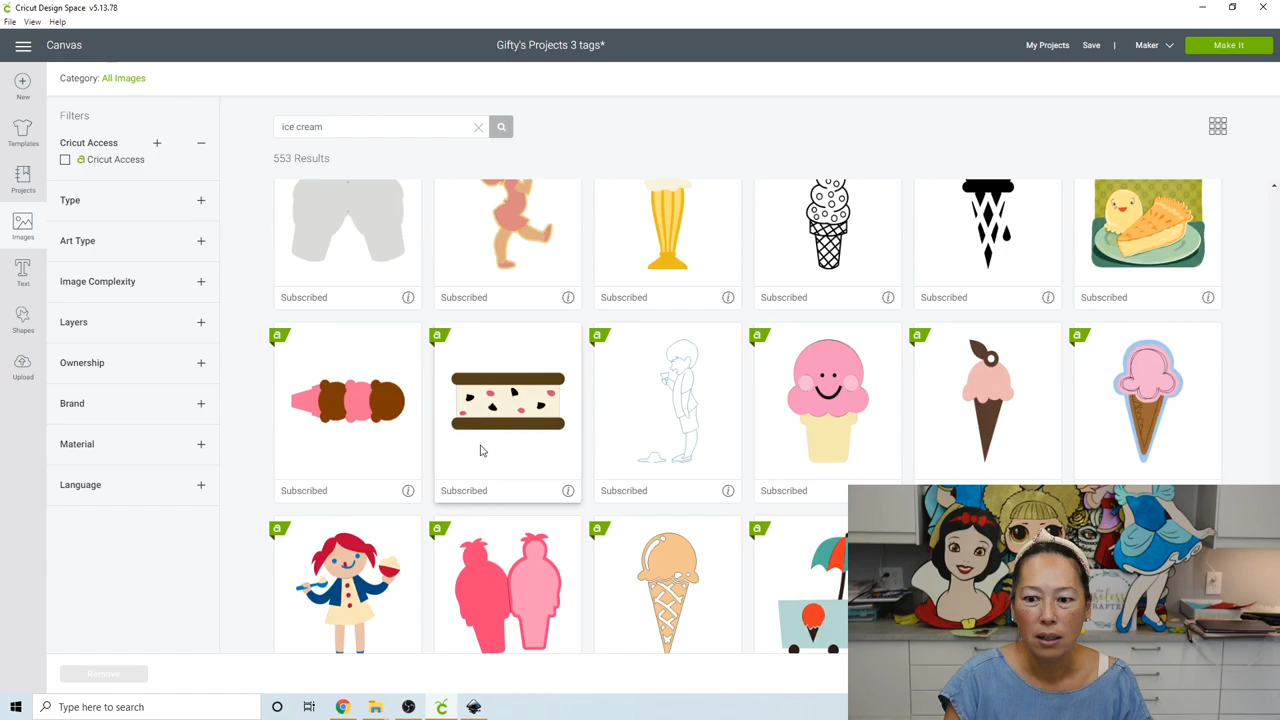 Cricut Design Space v5.13.78
File View Help
Canvas
Gifty's Projects 3 tags*
My Projects Save | Maker Make It
New
Templates
Projects
Images
Text
Shapes
Upload
Category: All Images
Filters
Cricut Access
a Cricut Access
Type
Art Type
Image Complexity
Layers
Ownership
Brand
Material
Language
ice cream
553 Results
Subscribed Subscribed Subscribed Subscribed Subscribed Subscribed
a a a a a a
Subscribed Subscribed Subscribed Subscribed
a a a a
Remove
Type here to search